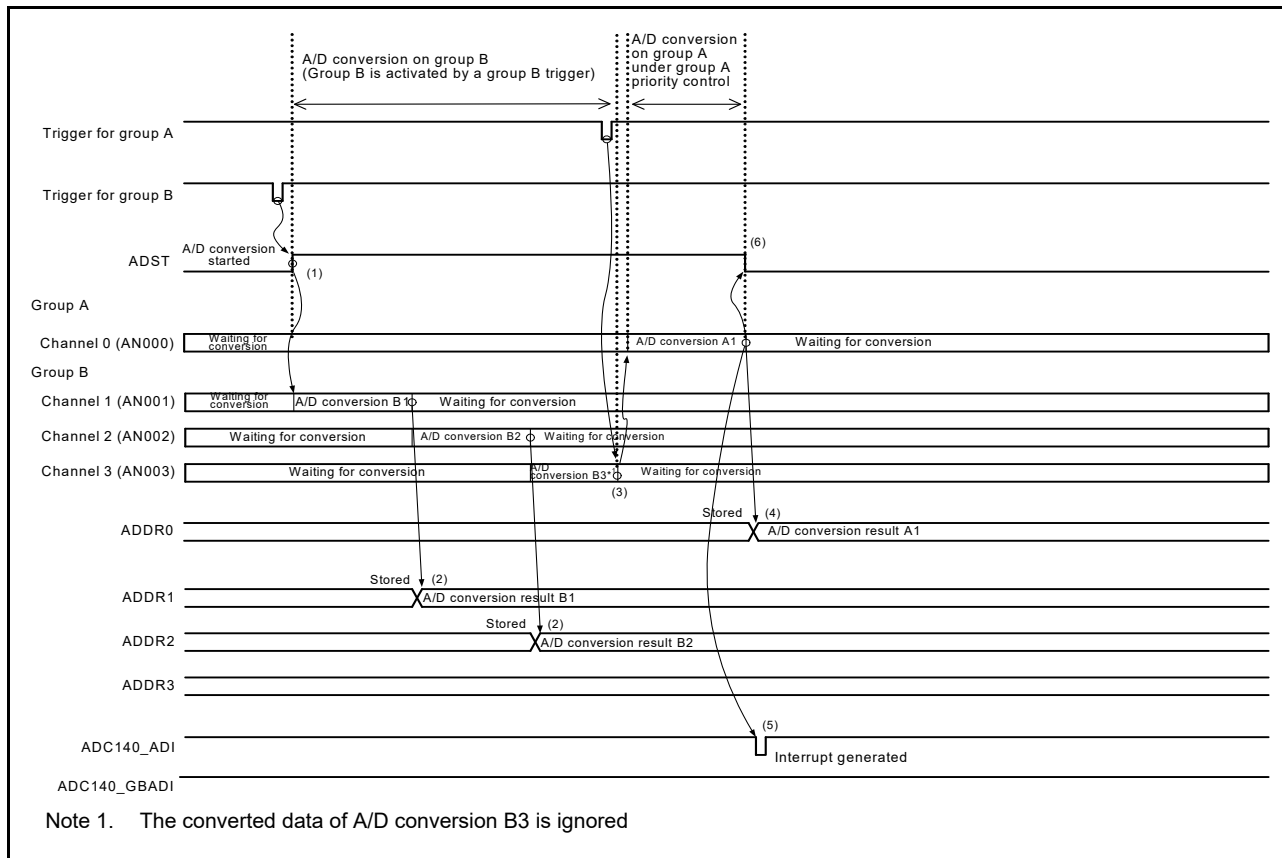 A/D conversion on group B
(Group B is activated by a group B trigger)
A/D conversion
on group A
under group A
priority control
Trigger for group A
Trigger for group B
A/D conversion
started
ADST
(1)
(6)
Group A
Channel 0 (AN000)
Waiting for
conversion
A/D conversion A1
Waiting for conversion
Group B
Channel 1 (AN001)
Waiting for
conversion
A/D conversion B1
Waiting for conversion
Channel 2 (AN002)
Waiting for conversion
A/D conversion B2
Waiting for conversion
Channel 3 (AN003)
Waiting for conversion
A/D
conversion B3*1
Waiting for conversion
(3)
ADDR0
Stored
(4)
A/D conversion result A1
ADDR1
Stored
(2)
A/D conversion result B1
ADDR2
Stored
(2)
A/D conversion result B2
ADDR3
ADC140_ADI
(5)
Interrupt generated
ADC140_GBADI
Note 1. The converted data of A/D conversion B3 is ignored